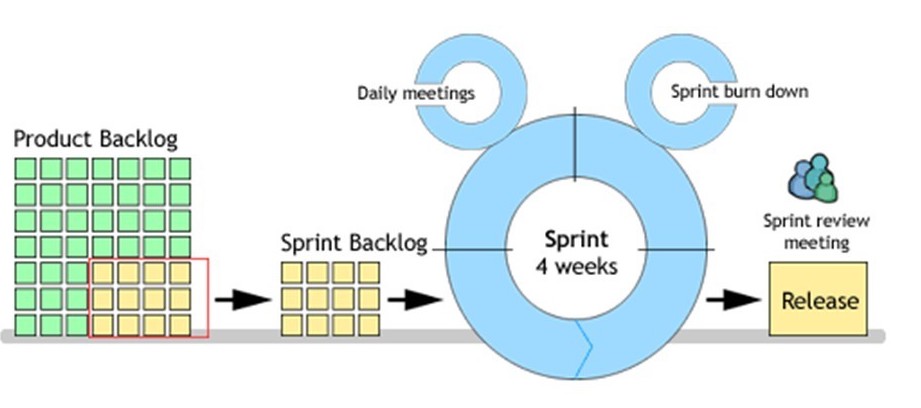 Daily meetings
Sprint burn down
Product Backlog
Sprint Backlog
Sprint
4 weeks
Sprint review
meeting
Release